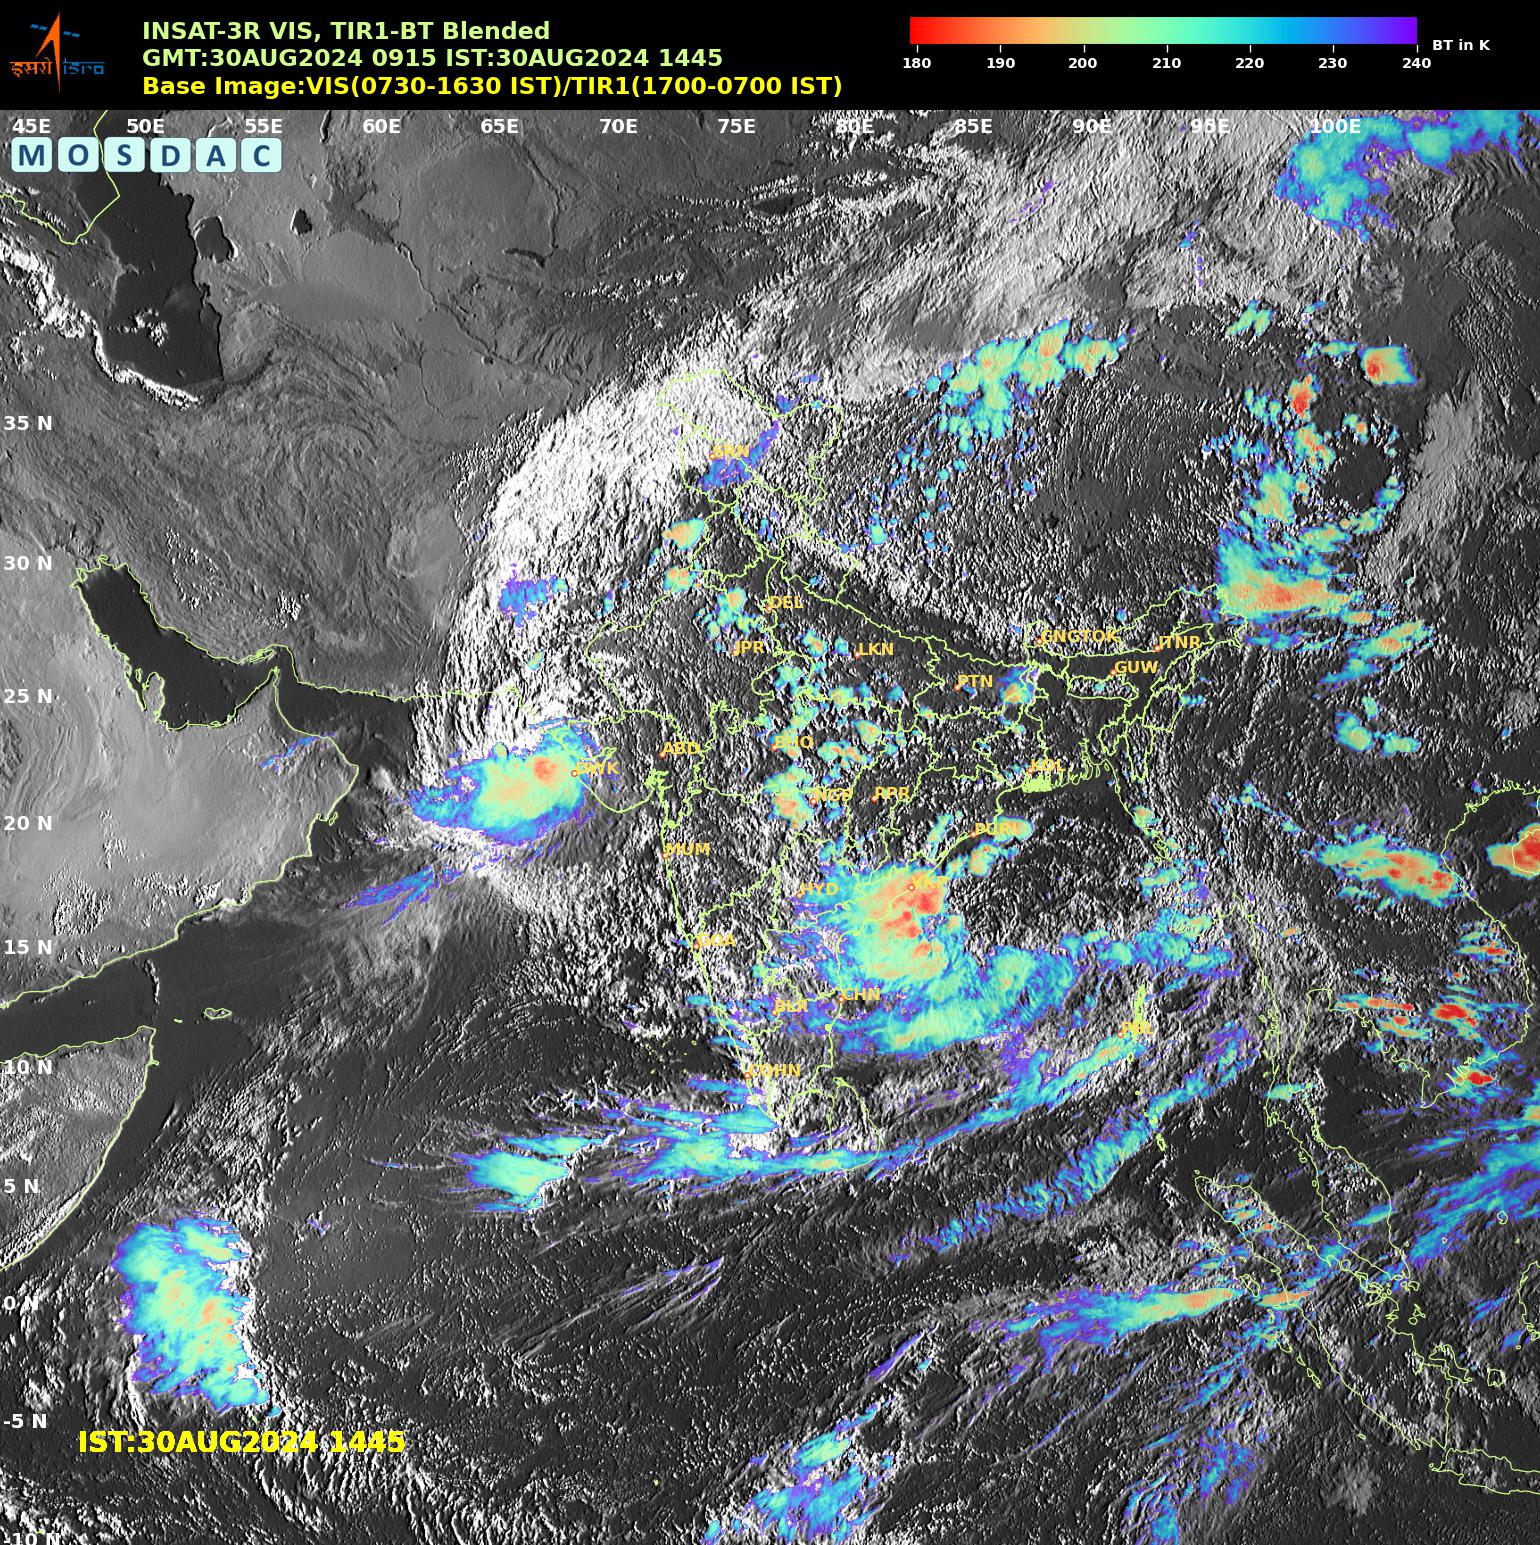 INSAT-3R VIS, TIR1-BT Blended
GMT:30AUG2024 0915 IST:30AUG2024 1445
Base Image:VIS(0730-1630 IST)/TIR1(1700-0700 IST)
इसरो isro
BT in K
180 190 200 210 220 230 240
45E 50E 55E 60E 65E 70E 75E 80E 85E 90E 95E 100E
M O S D A C
35 N
SRN
30 N
DEL
GNGTOK
ITNR
JPR
LKN
GUW
PTN
25 N
BHO
ABD
DWK
KOL
NGP
RPR
20 N
PURI
MUM
HYD
GOA
15 N
CHN
BLR
PBL
10 N
COHN
5 N
0 N
-5 N
IST:30AUG2024 1445
-10 N